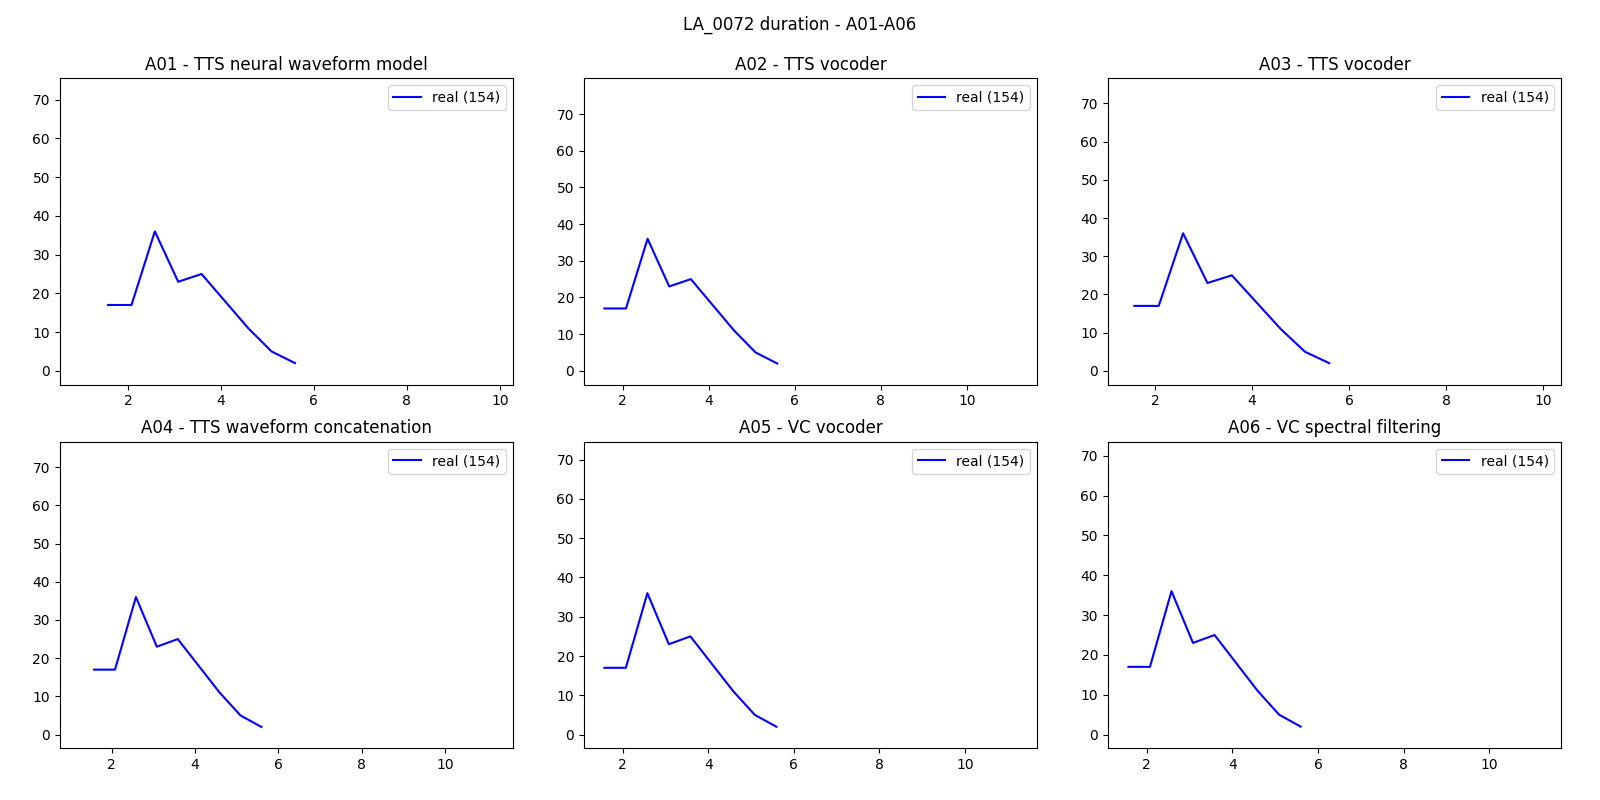 LA_0072 duration - A01-A06
A01 - TTS neural waveform model
real (154)
70
60
50
40
30
20
10
0
2 4 6 8 10
A02 - TTS vocoder
real (154)
70
60
50
40
30
20
10
0
2 4 6 8 10
A03 - TTS vocoder
real (154)
70
60
50
40
30
20
10
0
2 4 6 8 10
A04 - TTS waveform concatenation
real (154)
70
60
50
40
30
20
10
0
2 4 6 8 10
A05 - VC vocoder
real (154)
70
60
50
40
30
20
10
0
2 4 6 8 10
A06 - VC spectral filtering
real (154)
70
60
50
40
30
20
10
0
2 4 6 8 10